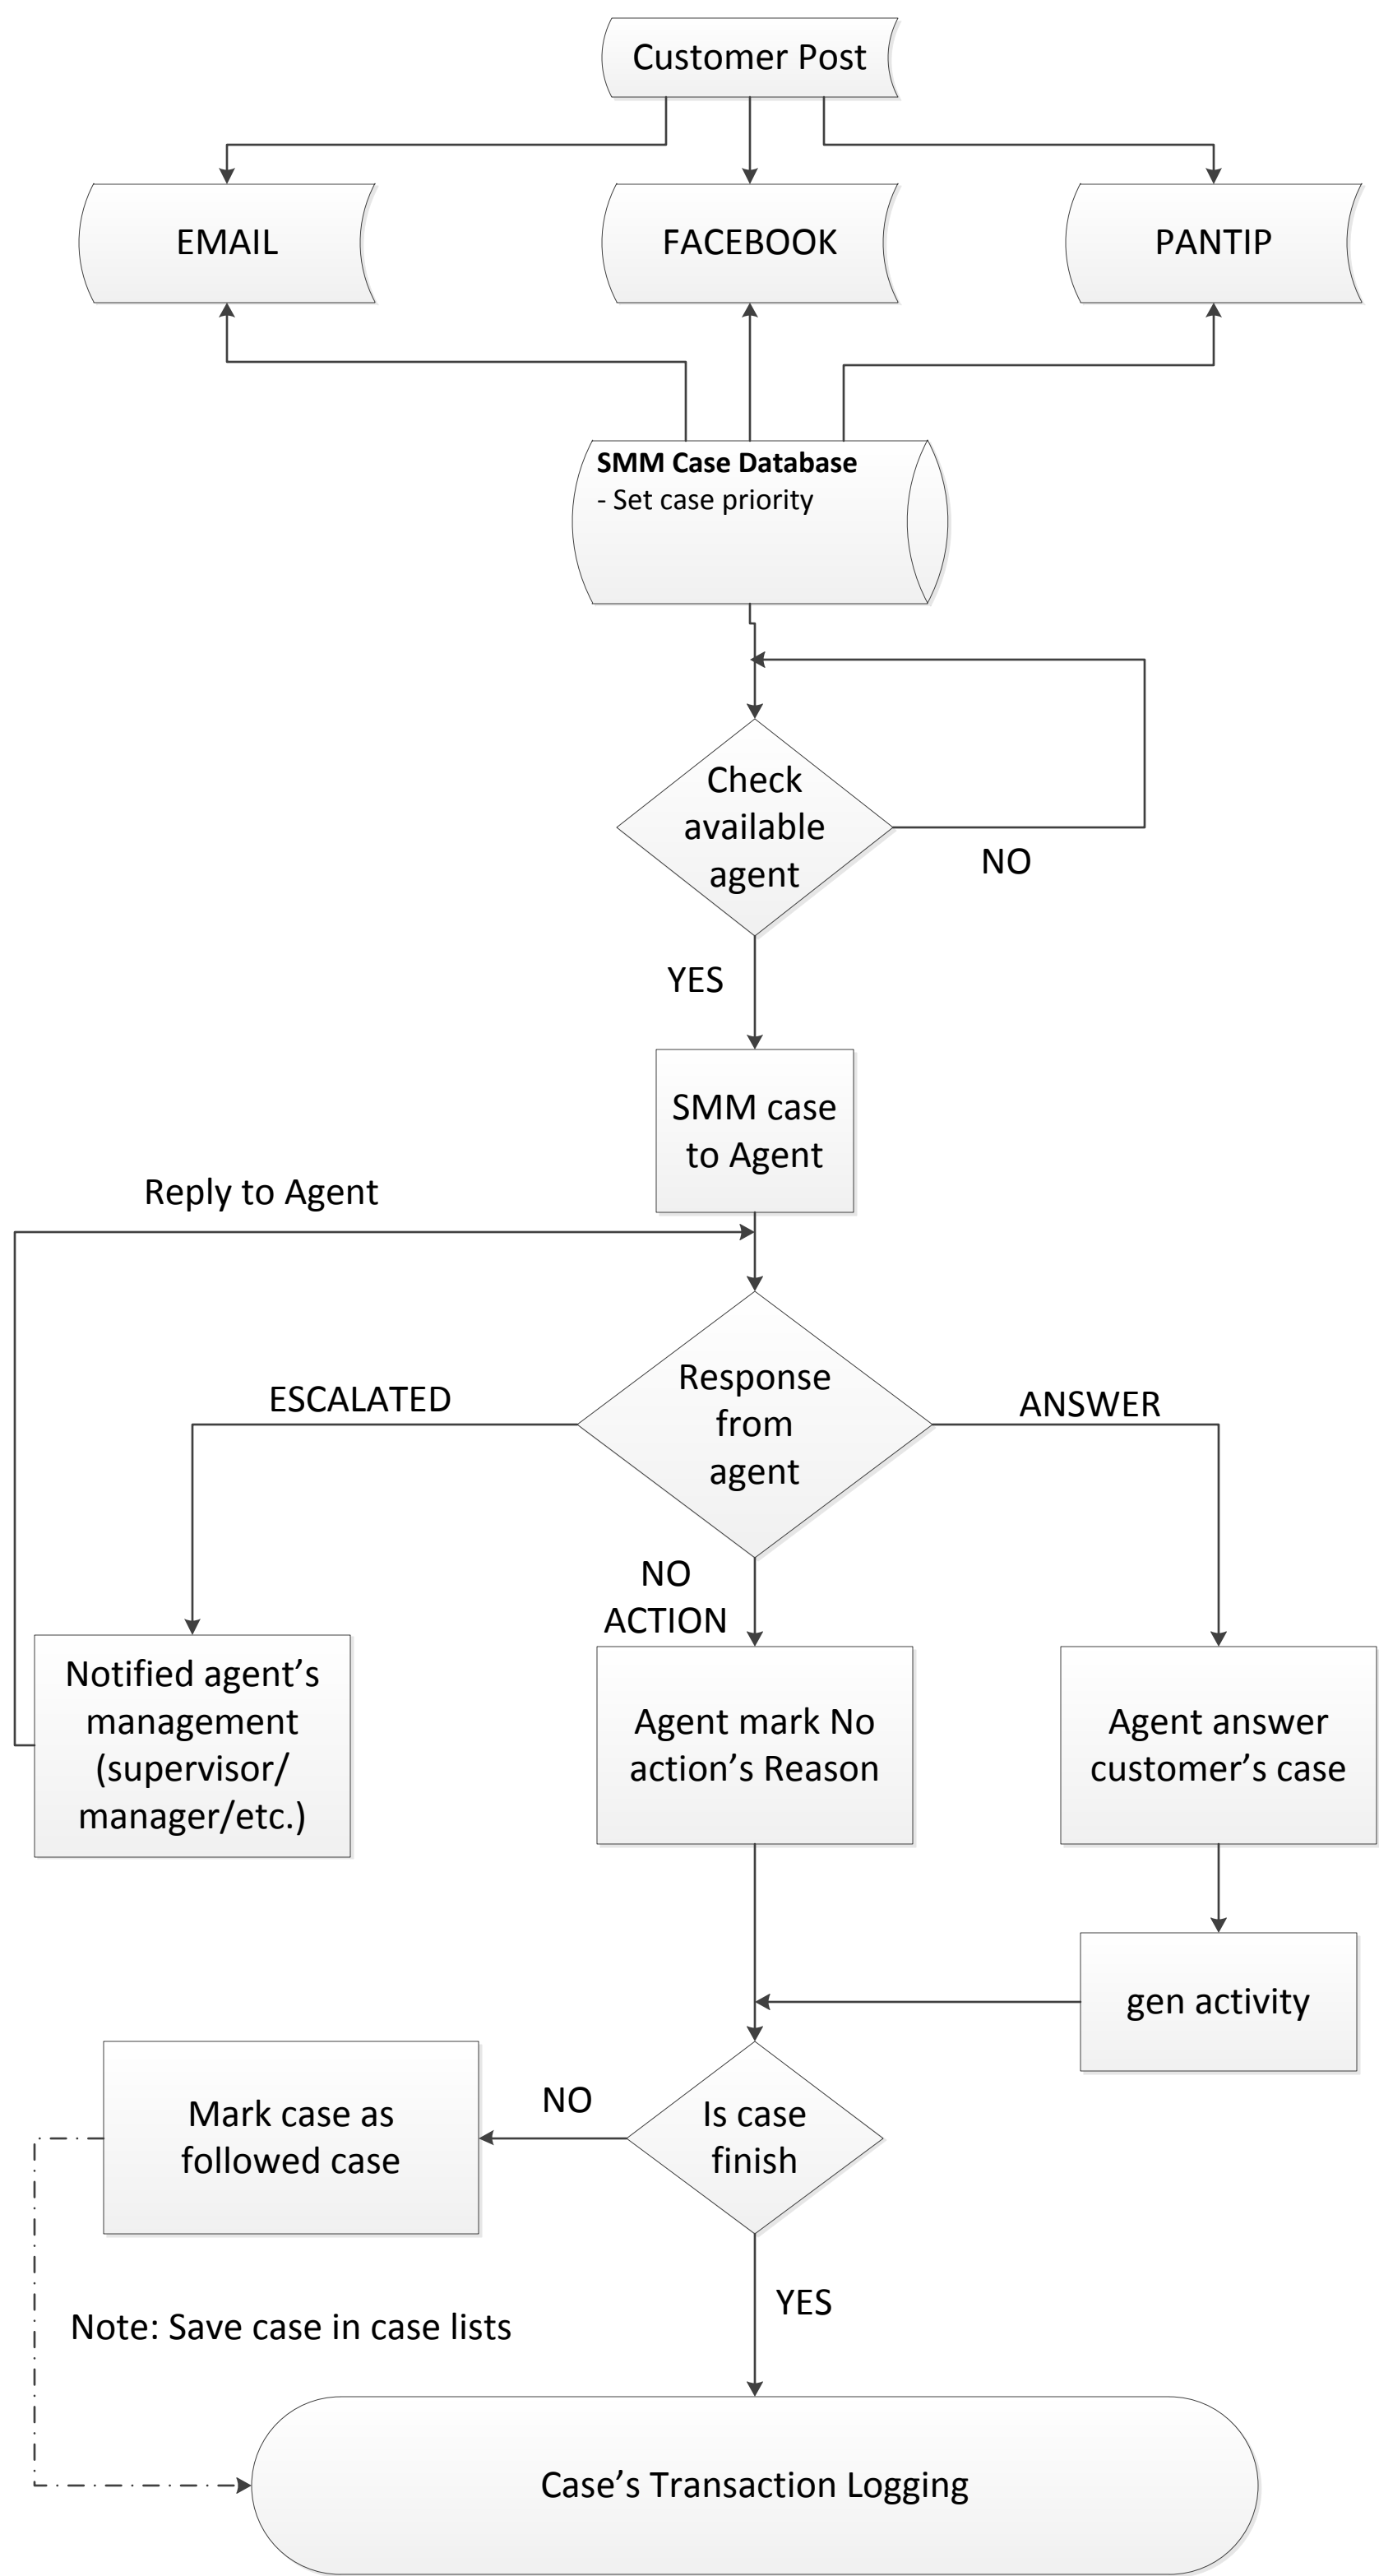 Customer Post
EMAIL
FACEBOOK
PANTIP
SMM Case Database
- Set case priority
Check
available
agent
NO
YES
SMM case
to Agent
Reply to Agent
Response
from
agent
ESCALATED
ANSWER
NO
ACTION
Notified agent’s
management
(supervisor/
manager/etc.)
Agent mark No
action’s Reason
Agent answer
customer’s case
gen activity
Is case
finish
NO
Mark case as
followed case
YES
Note: Save case in case lists
Case’s Transaction Logging